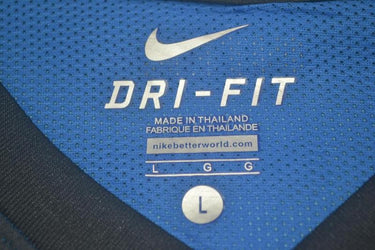 DRI-FIT
MADE IN THAILAND
FABRIQUE EN THAILANDE
nikebetterworld.com
L G G
L